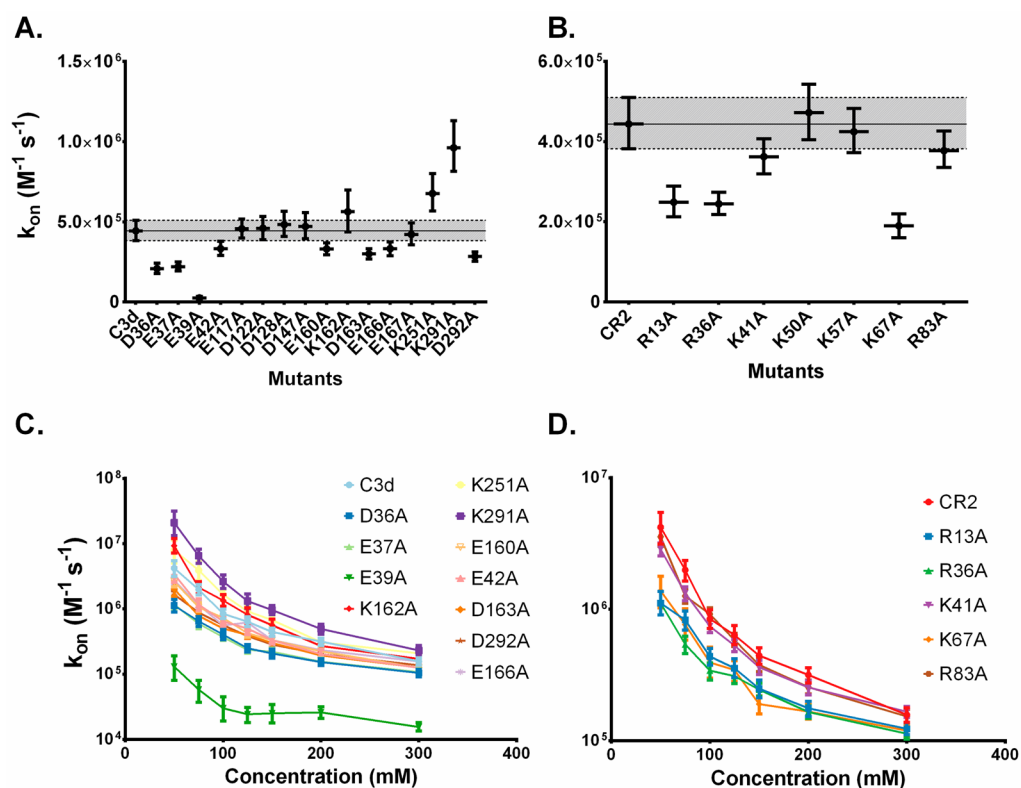 A.
B.
1.5×10⁶
1.0×10⁶
5.0×10⁵
0
kon (M⁻¹ s⁻¹)
C3d
D36A
E37A
E39A
E42A
E117A
D122A
D128A
D147A
E160A
K162A
D163A
E166A
E167A
K251A
K291A
D292A
Mutants
6.0×10⁵
4.0×10⁵
2.0×10⁵
0
CR2
R13A
R36A
K41A
K50A
K57A
K67A
R83A
Mutants
C.
D.
10⁸
10⁷
10⁶
10⁵
10⁴
kon (M⁻¹ s⁻¹)
0
100
200
300
400
Concentration (mM)
C3d
D36A
E37A
E39A
K162A
K251A
K291A
E160A
E42A
D163A
D292A
E166A
10⁷
10⁶
10⁵
0
100
200
300
400
Concentration (mM)
CR2
R13A
R36A
K41A
K67A
R83A